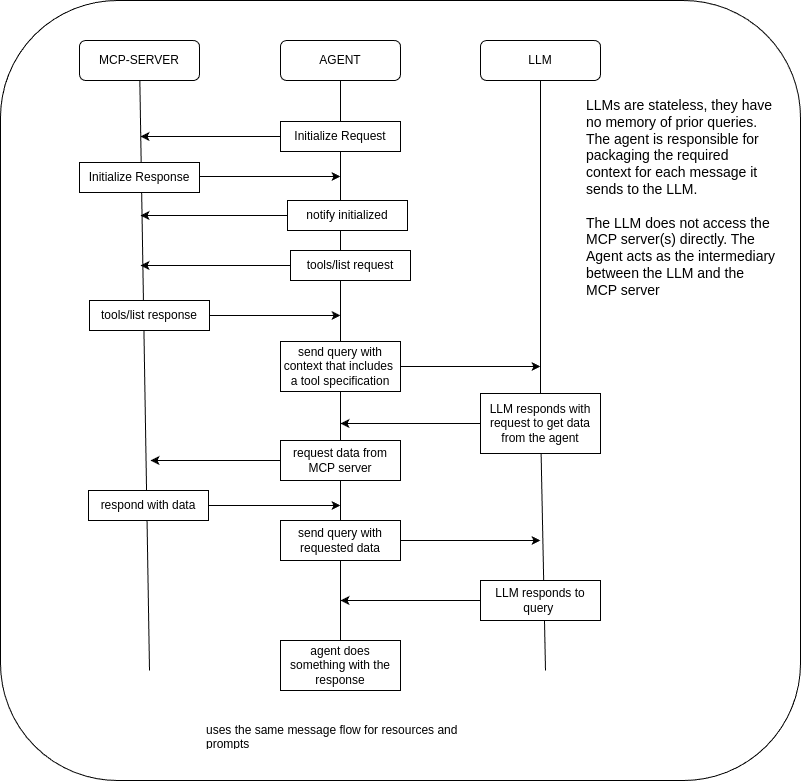 MCP-SERVER
AGENT
LLM
LLMs are stateless, they have
no memory of prior queries.
The agent is responsible for
packaging the required
context for each message it
sends to the LLM.
The LLM does not access the
MCP server(s) directly. The
Agent acts as the intermediary
between the LLM and the
MCP server
Initialize Request
Initialize Response
notify initialized
tools/list request
tools/list response
send query with
context that includes
a tool specification
LLM responds with
request to get data
from the agent
request data from
MCP server
respond with data
send query with
requested data
LLM responds to
query
agent does
something with the
response
uses the same message flow for resources and
prompts